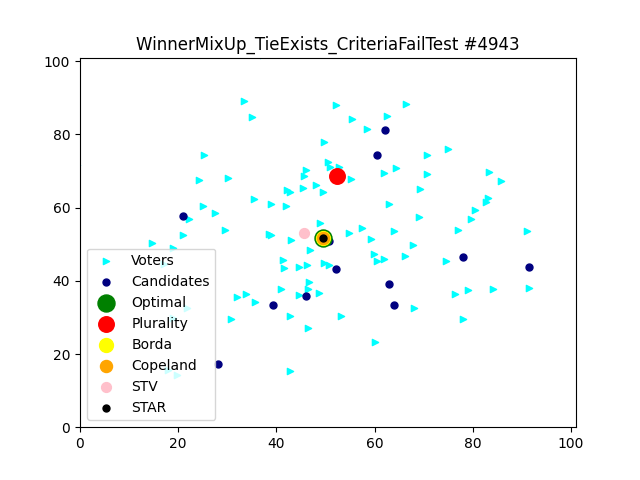 WinnerMixUp_TieExists_CriteriaFailTest #4943
100
80
60
40
20
0
0 20 40 60 80 100
Voters
Candidates
Optimal
Plurality
Borda
Copeland
STV
STAR